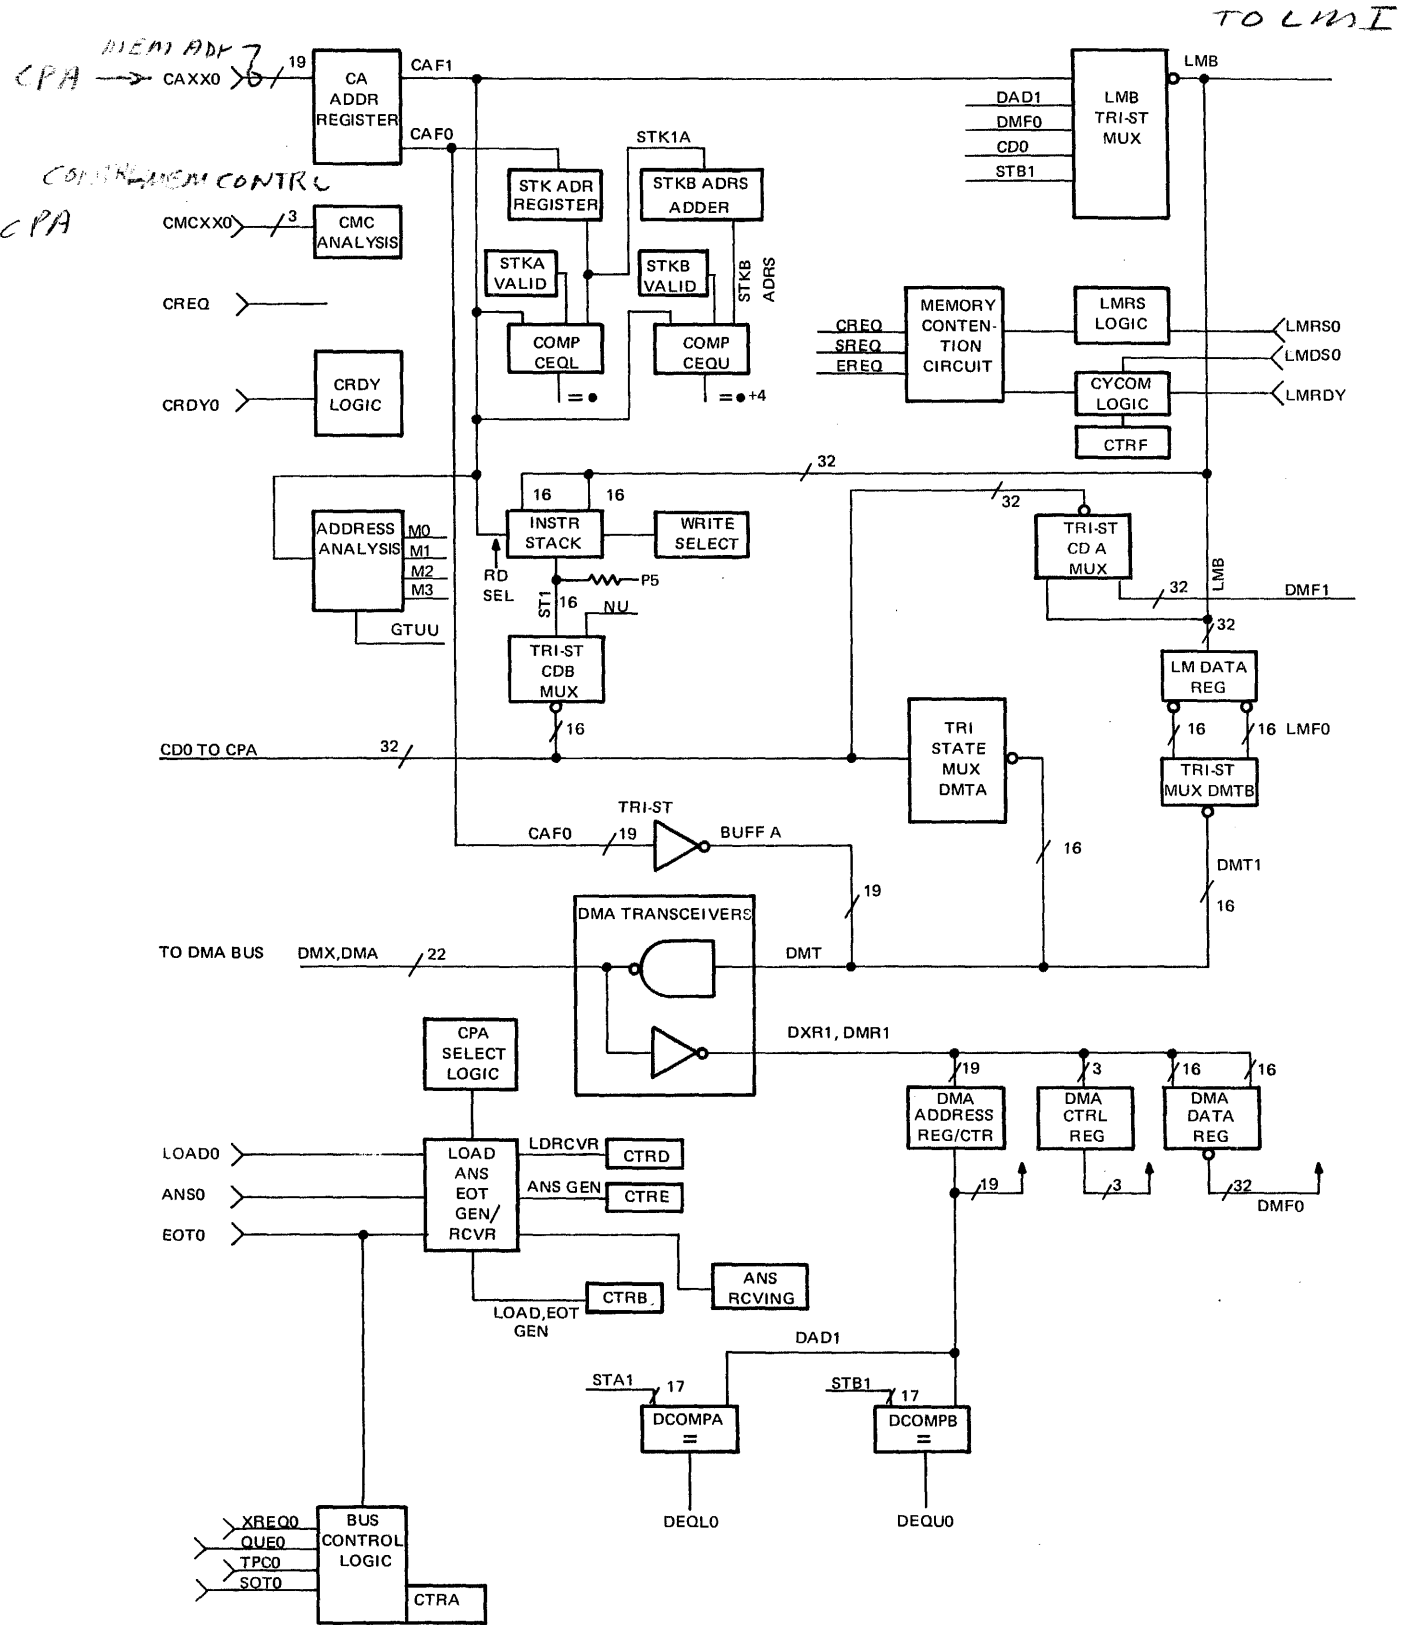 TO LMI
MEM ADR
CPA → CAXX0
19
CA
ADDR
REGISTER
CAF1
CAF0
LMB
DAD1
DMF0
CD0
STB1
LMB
TRI-ST
MUX
STK1A
STK ADR
REGISTER
STKB ADRS
ADDER
MEM CONTRL
CPA
CMCXX0
3
CMC
ANALYSIS
STKA
VALID
STKB
VALID
STKB
ADRS
CREQ
COMP
CEQL
COMP
CEQU
= •
= •+4
CREQ
SREQ
EREQ
MEMORY
CONTEN-
TION
CIRCUIT
LMRS
LOGIC
LMRS0
LMDS0
CYCOM
LOGIC
LMRDY
CTRF
CRDY0
CRDY
LOGIC
32
16
16
32
ADDRESS
ANALYSIS
M0
M1
M2
M3
GTUU
INSTR
STACK
WRITE
SELECT
RD
SEL
P5
ST1
16
NU
TRI-ST
CD A
MUX
LMB
32
DMF1
32
TRI-ST
CDB
MUX
16
LM DATA
REG
16
16
LMF0
CD0 TO CPA
32
TRI
STATE
MUX
DMTA
TRI-ST
MUX DMTB
TRI-ST
CAF0
19
BUFF A
16
DMT1
16
19
DMA TRANSCEIVERS
TO DMA BUS
DMX,DMA
22
DMT
DXR1, DMR1
CPA
SELECT
LOGIC
19
3
16
16
DMA
ADDRESS
REG/CTR
DMA
CTRL
REG
DMA
DATA
REG
19
3
32
DMF0
LOAD0
ANS0
EOT0
LOAD
ANS
EOT
GEN/
RCVR
LDRCVR
CTRD
ANS GEN
CTRE
ANS
RCVING
CTRB
LOAD,EOT
GEN
DAD1
STA1
17
STB1
17
DCOMPA
=
DCOMPB
=
DEQL0
DEQU0
XREQ0
QUE0
TPC0
SOT0
BUS
CONTROL
LOGIC
CTRA